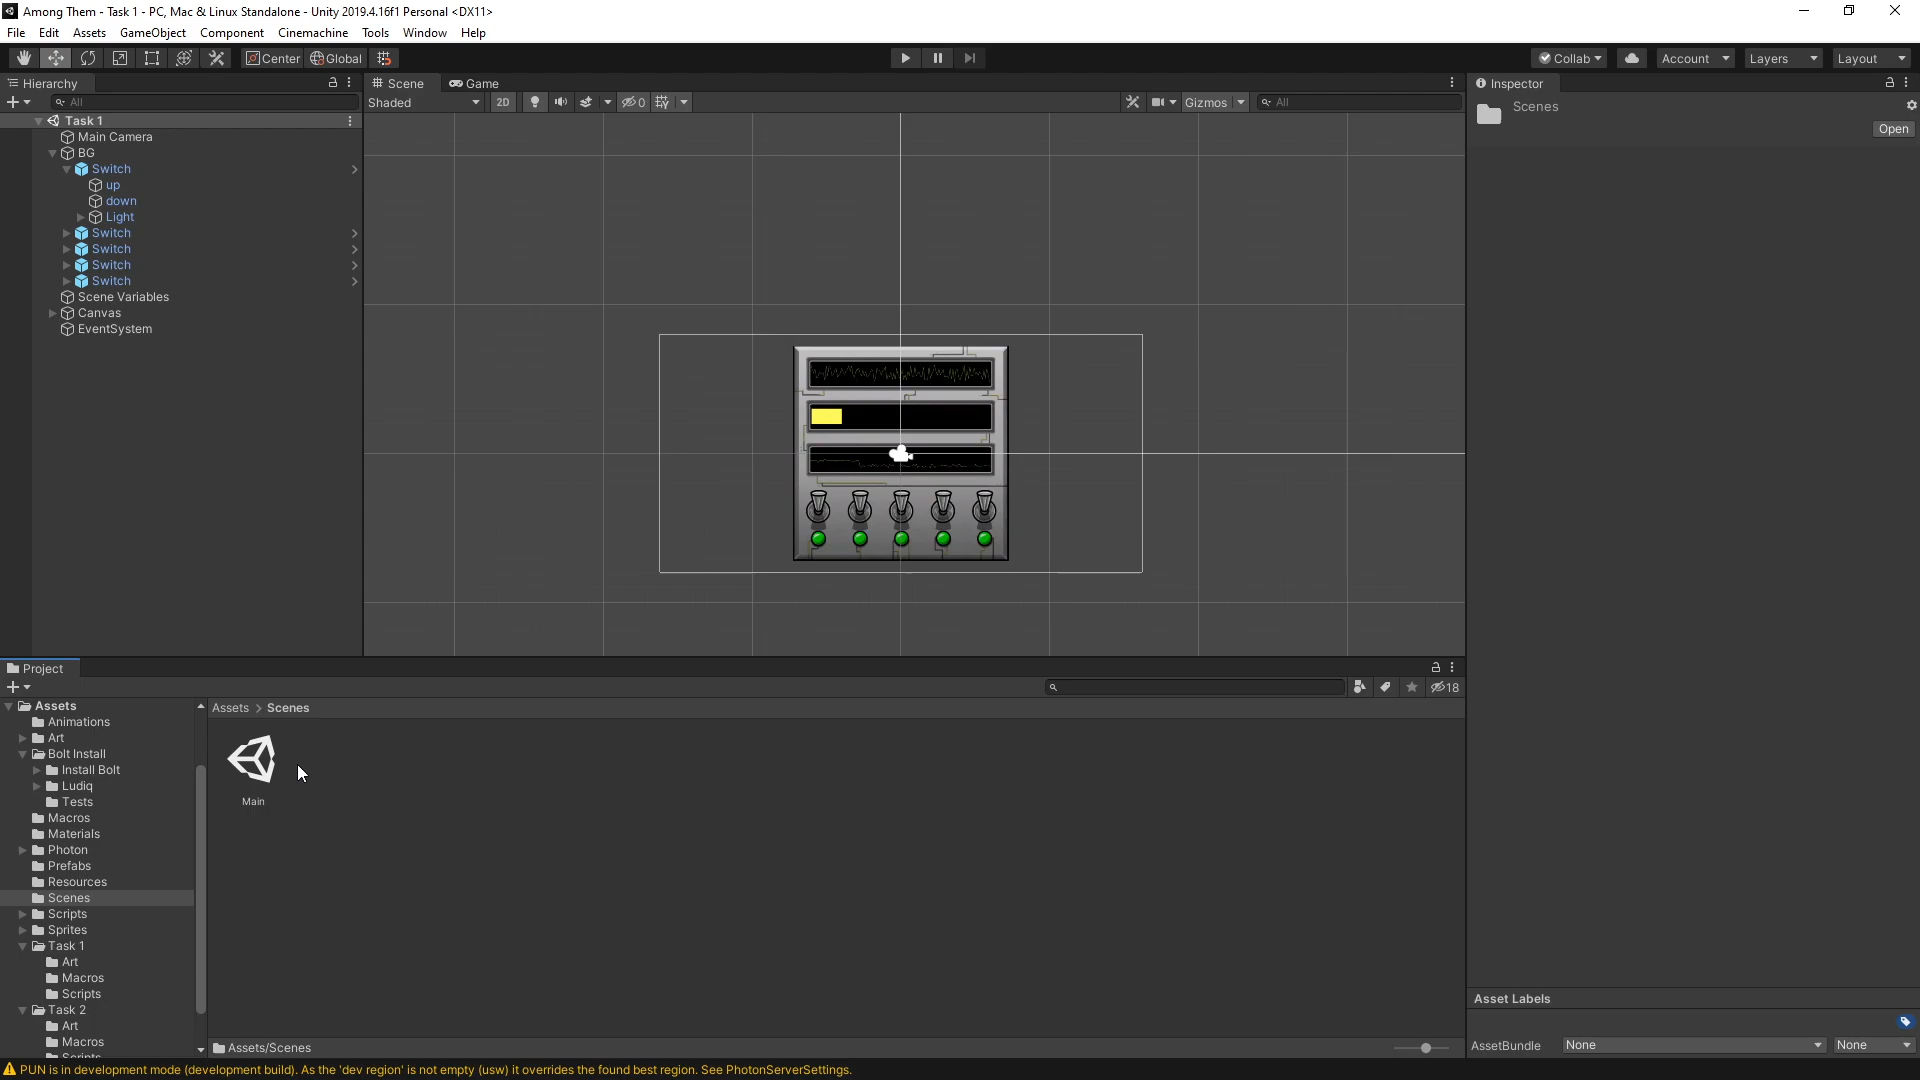 Among Them - Task 1 - PC, Mac & Linux Standalone - Unity 2019.4.16f1 Personal <DX11>
File Edit Assets GameObject Component Cinemachine Tools Window Help
Center Global Collab Account Layers Layout
Hierarchy
All
Task 1
Main Camera
BG
Switch
up
down
Light
Switch
Switch
Switch
Switch
Scene Variables
Canvas
EventSystem
Scene Game
Shaded 2D 0 Gizmos All
Inspector
Scenes
Open
Project
18
Assets
Animations
Art
Bolt Install
Install Bolt
Ludiq
Tests
Macros
Materials
Photon
Prefabs
Resources
Scenes
Scripts
Sprites
Task 1
Art
Macros
Scripts
Task 2
Art
Macros
Scripts
Assets > Scenes
Main
Assets/Scenes
Asset Labels
AssetBundle None None
PUN is in development mode (development build). As the 'dev region' is not empty (usw) it overrides the found best region. See PhotonServerSettings.